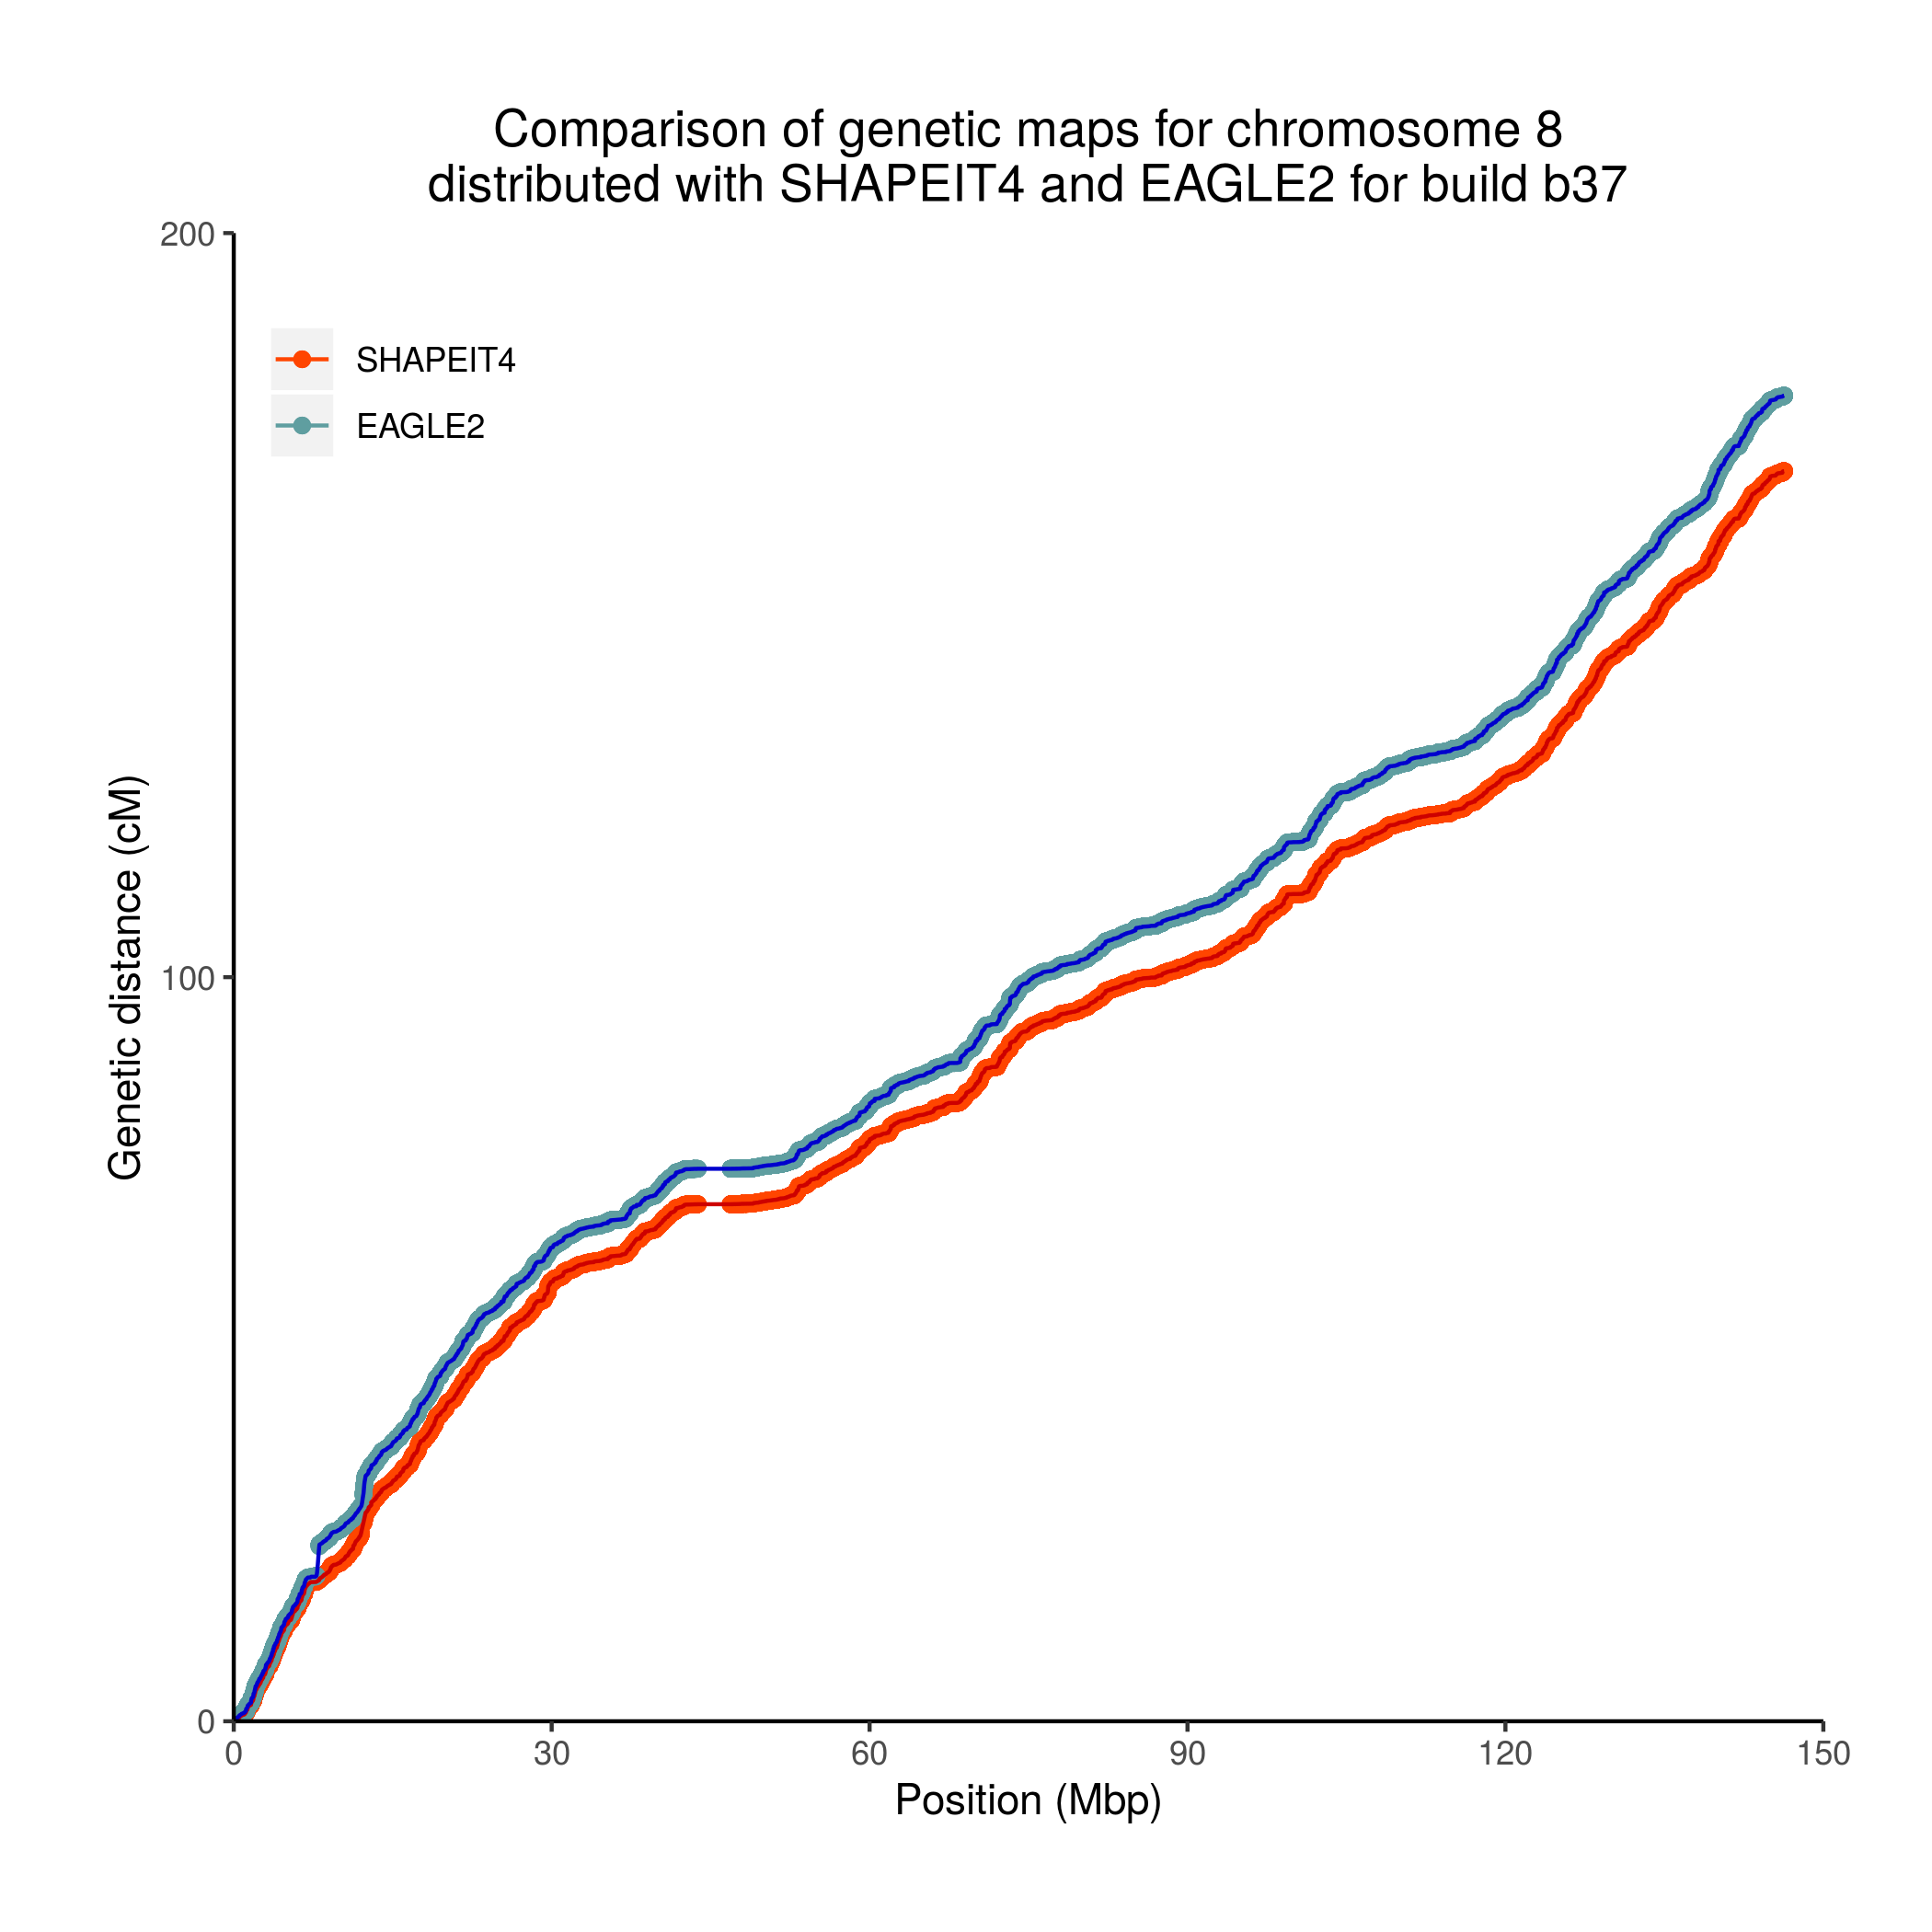 Comparison of genetic maps for chromosome 8
distributed with SHAPEIT4 and EAGLE2 for build b37
200
SHAPEIT4
EAGLE2
100
0
Genetic distance (cM)
0 30 60 90 120 150
Position (Mbp)